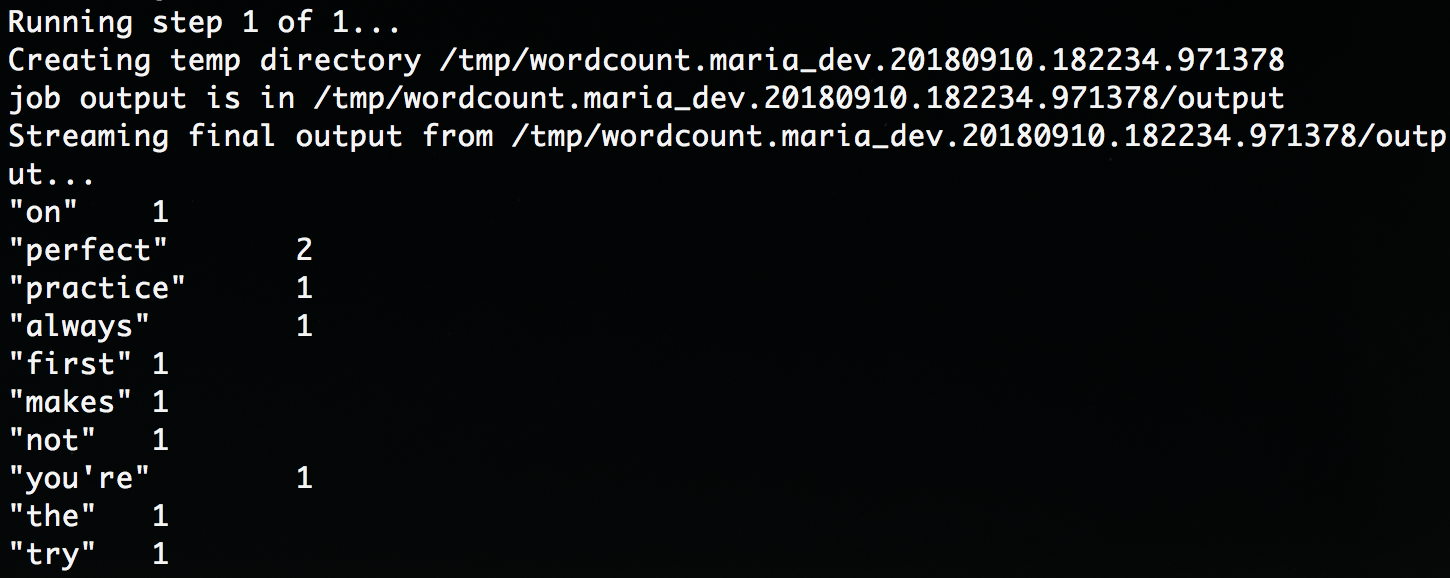 Running step 1 of 1...
Creating temp directory /tmp/wordcount.maria_dev.20180910.182234.971378
job output is in /tmp/wordcount.maria_dev.20180910.182234.971378/output
Streaming final output from /tmp/wordcount.maria_dev.20180910.182234.971378/outp
ut...
"on"	1
"perfect"	2
"practice"	1
"always"	1
"first"	1
"makes"	1
"not"	1
"you're"	1
"the"	1
"try"	1